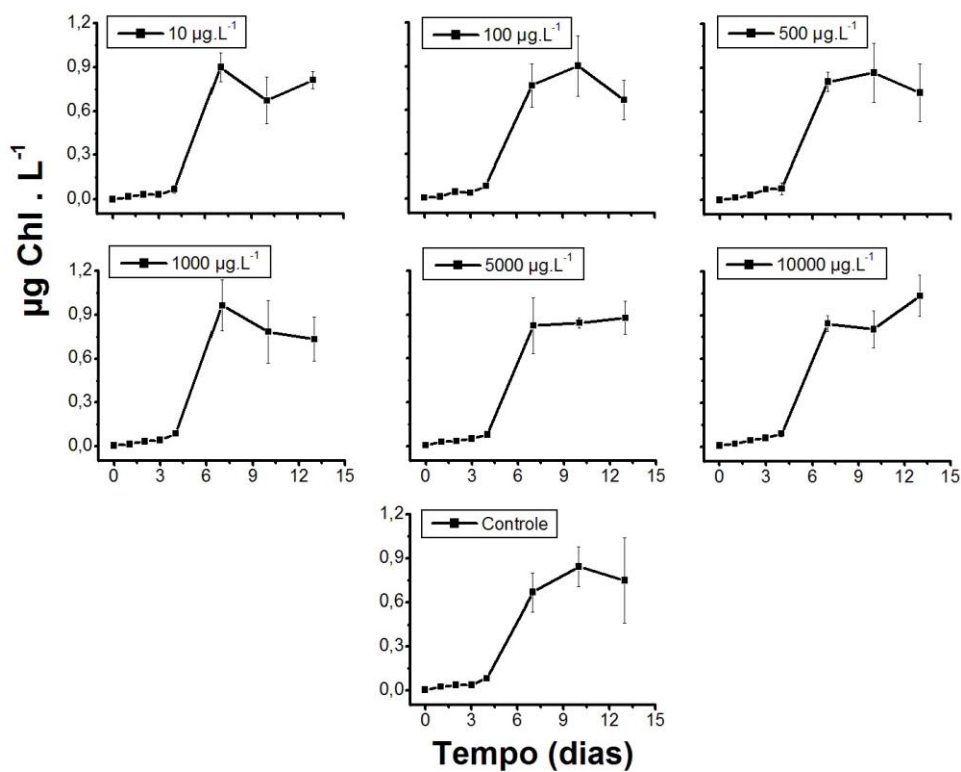 10 µg.L⁻¹
100 µg.L⁻¹
500 µg.L⁻¹
1,2
0,9
0,6
0,3
0,0
1000 µg.L⁻¹
5000 µg.L⁻¹
10000 µg.L⁻¹
1,2
0,9
0,6
0,3
0,0
0 3 6 9 12 15
0 3 6 9 12 15
0 3 6 9 12 15
µg Chl . L⁻¹
Controle
1,2
0,9
0,6
0,3
0,0
0 3 6 9 12 15
Tempo (dias)